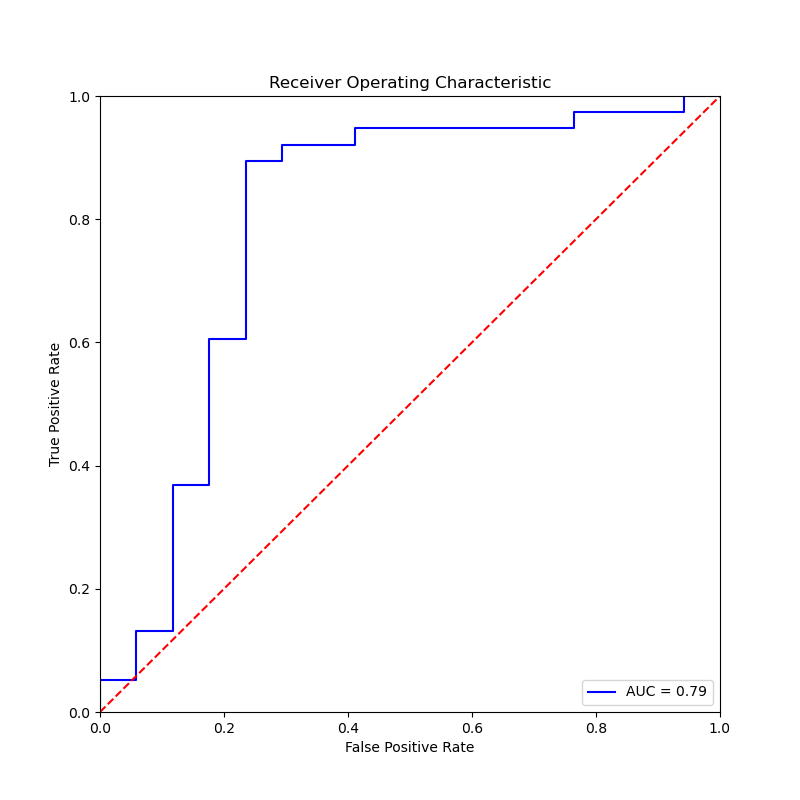 Receiver Operating Characteristic
1.0
0.8
0.6
0.4
0.2
0.0
True Positive Rate
AUC = 0.79
0.0 0.2 0.4 0.6 0.8 1.0
False Positive Rate